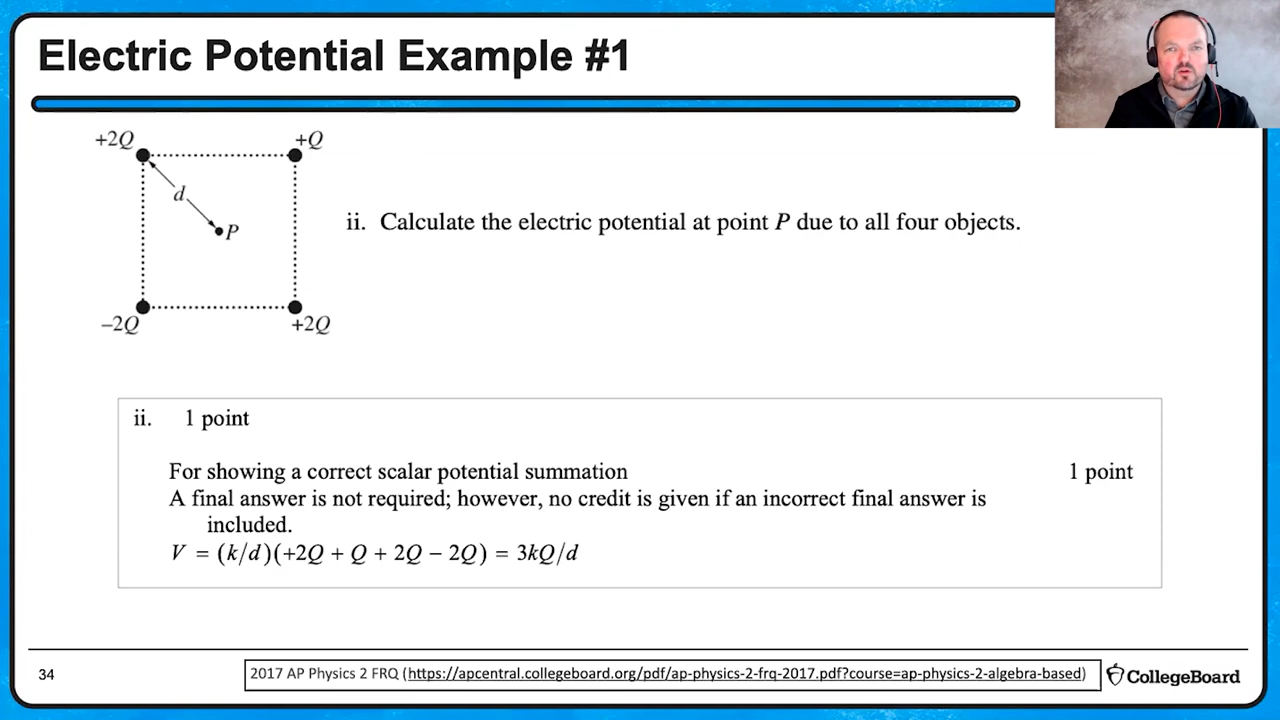 Electric Potential Example #1
+2Q
+Q
d
P
ii. Calculate the electric potential at point P due to all four objects.
–2Q
+2Q
ii. 1 point
For showing a correct scalar potential summation 1 point
A final answer is not required; however, no credit is given if an incorrect final answer is
included.
V = (k/d)(+2Q + Q + 2Q − 2Q) = 3kQ/d
34
2017 AP Physics 2 FRQ (https://apcentral.collegeboard.org/pdf/ap-physics-2-frq-2017.pdf?course=ap-physics-2-algebra-based)
CollegeBoard